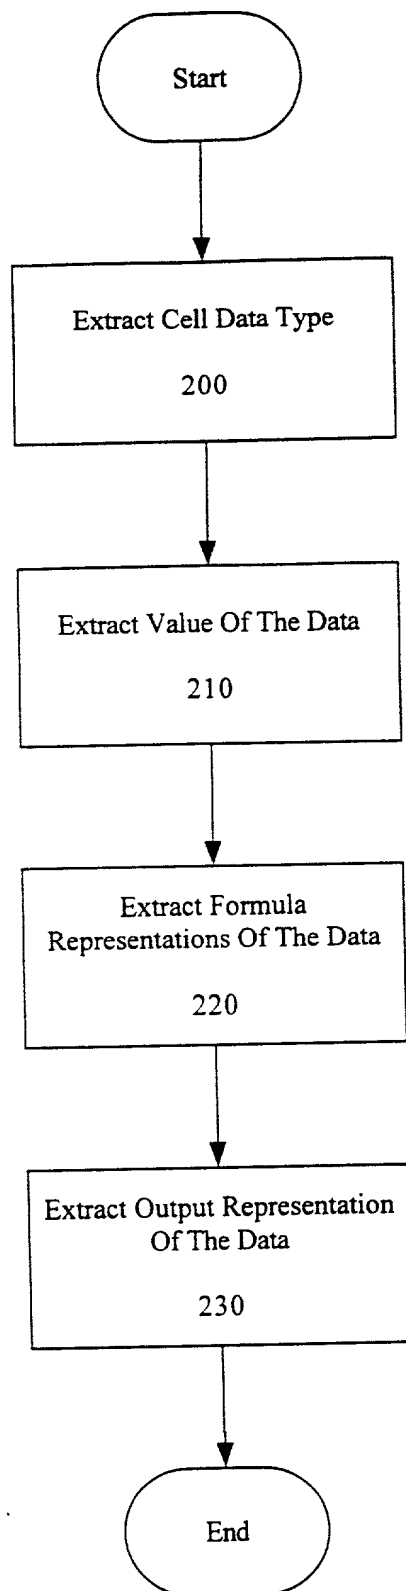 Start
Extract Cell Data Type
200
Extract Value Of The Data
210
Extract Formula
Representations Of The Data
220
Extract Output Representation
Of The Data
230
End